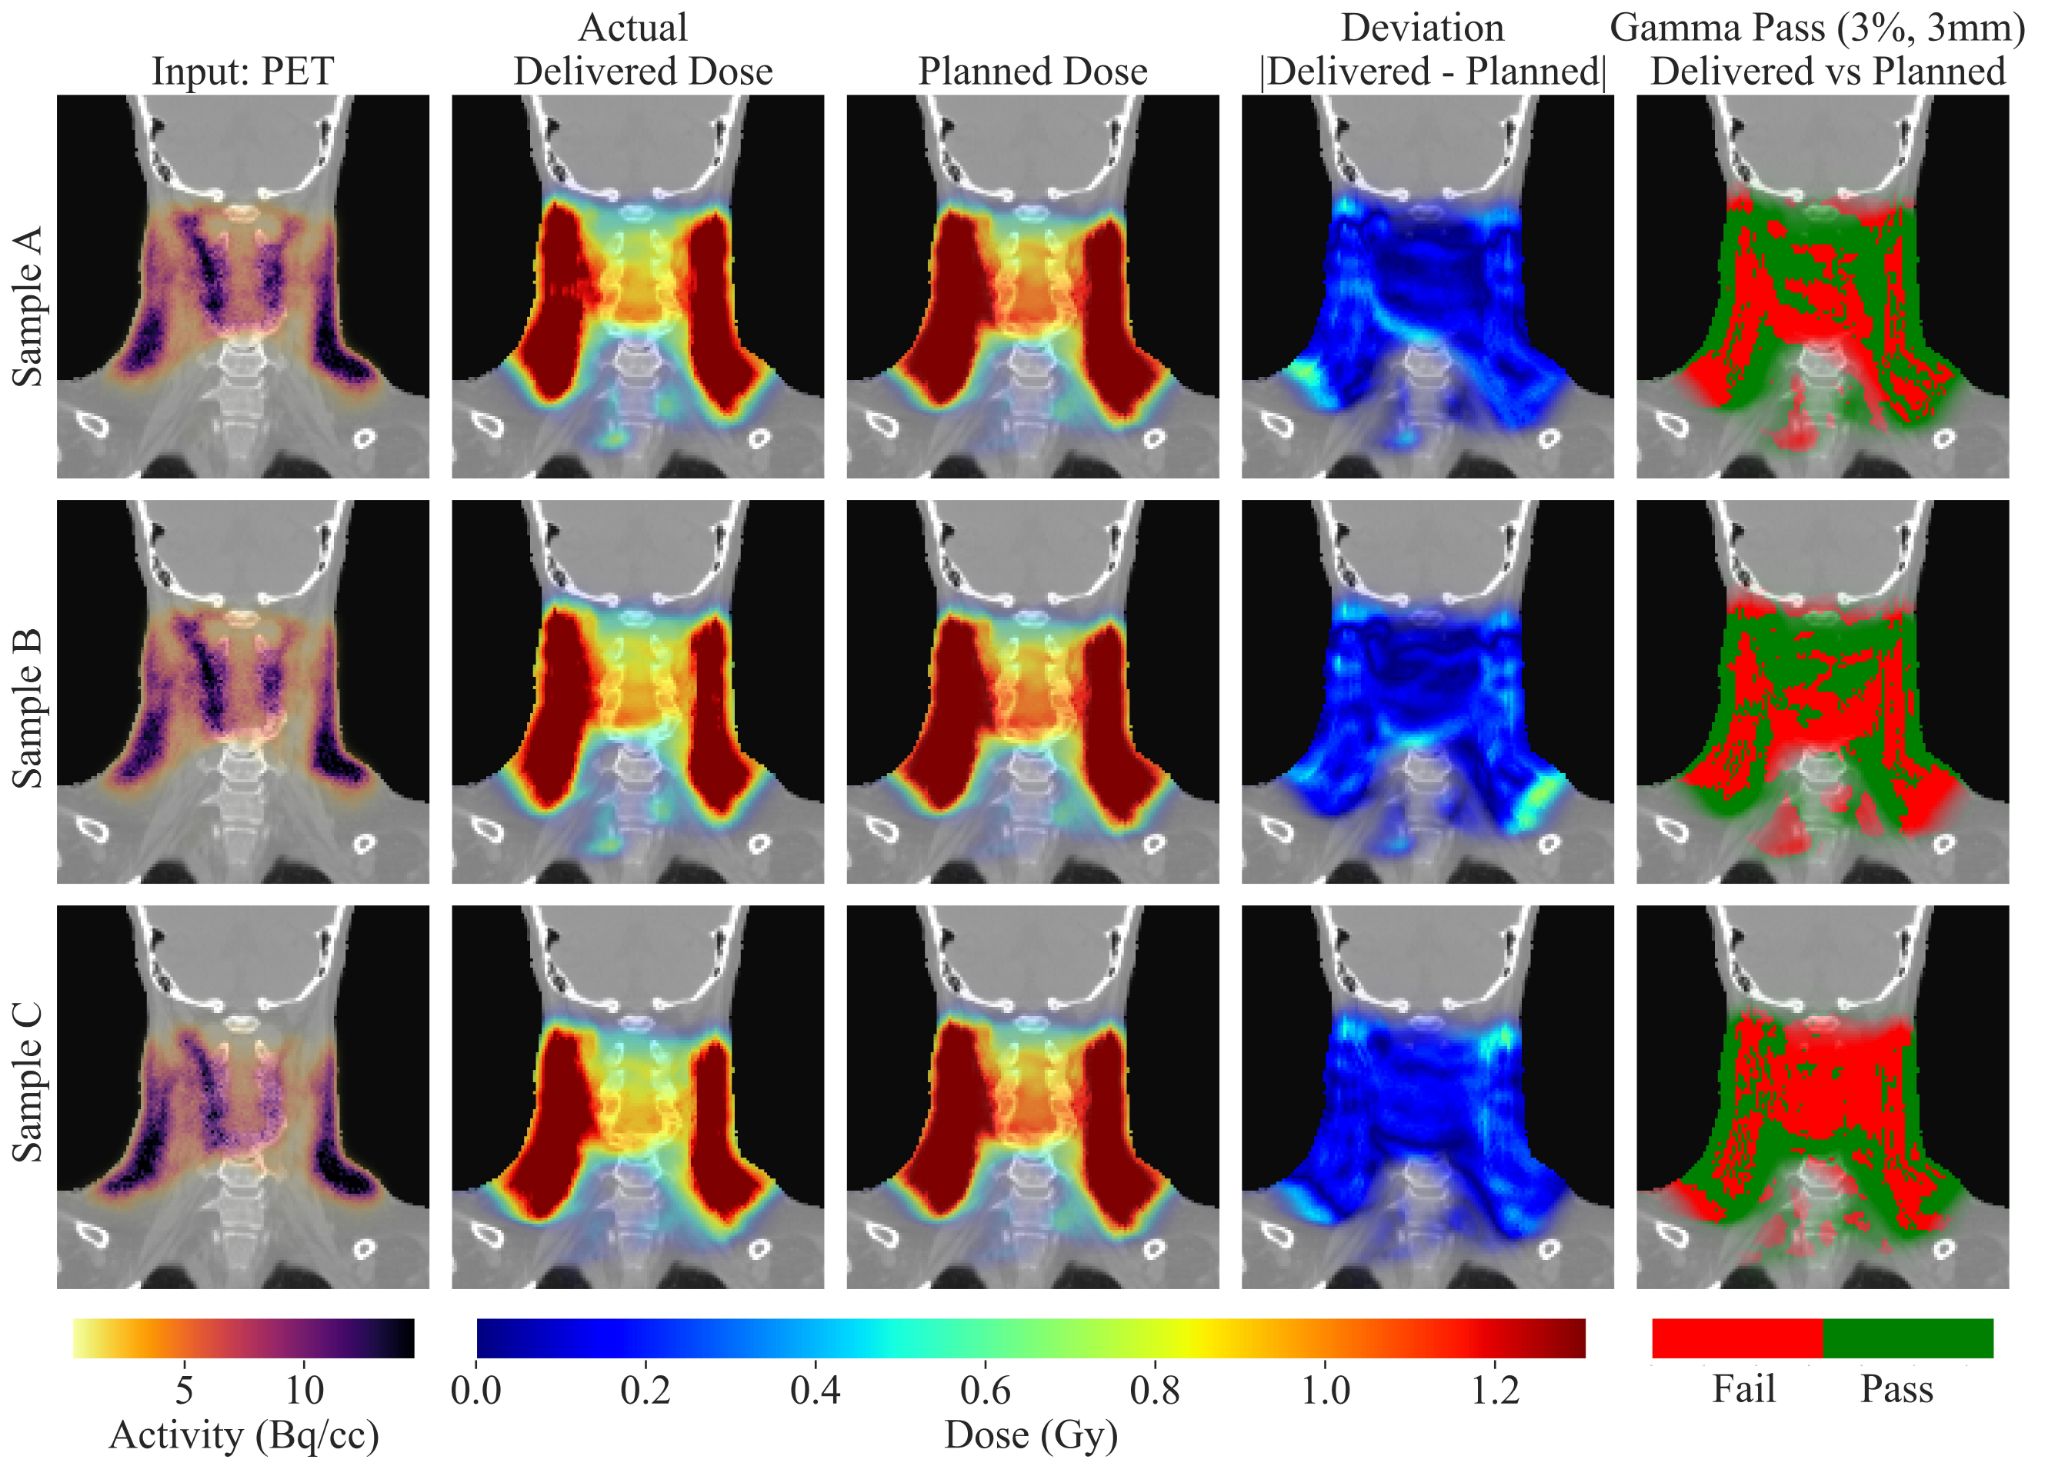 Actual
Deviation
Gamma Pass (3%, 3mm)
Input: PET
Delivered Dose
Planned Dose
|Delivered - Planned|
Delivered vs Planned
Sample A
Sample B
Sample C
5 10
Activity (Bq/cc)
0.0 0.2 0.4 0.6 0.8 1.0 1.2
Dose (Gy)
Fail Pass